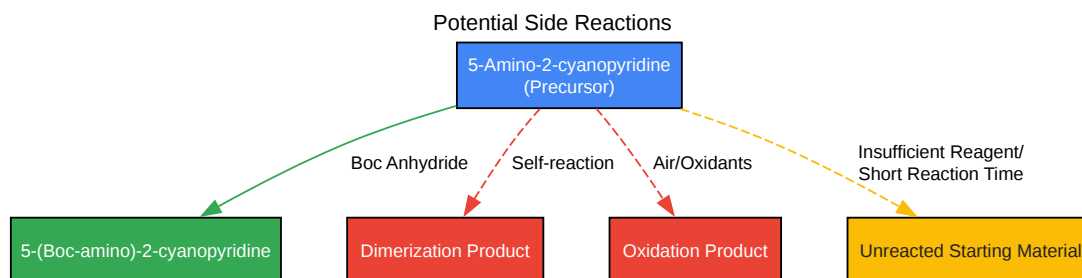 Potential Side Reactions
5-Amino-2-cyanopyridine
(Precursor)
Boc Anhydride
Self-reaction
Air/Oxidants
Insufficient Reagent/
Short Reaction Time
5-(Boc-amino)-2-cyanopyridine
Dimerization Product
Oxidation Product
Unreacted Starting Material